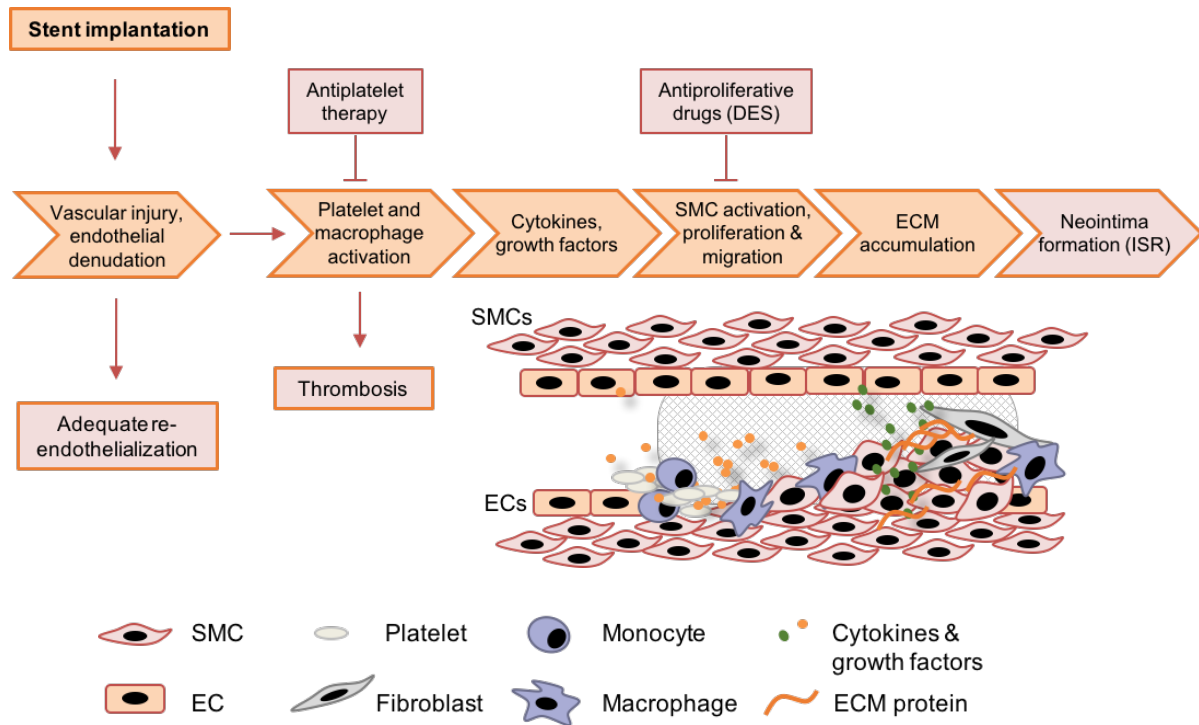 Stent implantation
Antiplatelet
therapy
Antiproliferative
drugs (DES)
Vascular injury,
endothelial
denudation
Platelet and
macrophage
activation
Cytokines,
growth factors
SMC activation,
proliferation &
migration
ECM
accumulation
Neointima
formation (ISR)
Adequate re-
endothelialization
Thrombosis
SMCs
ECs
SMC
Platelet
Monocyte
Cytokines &
growth factors
EC
Fibroblast
Macrophage
ECM protein